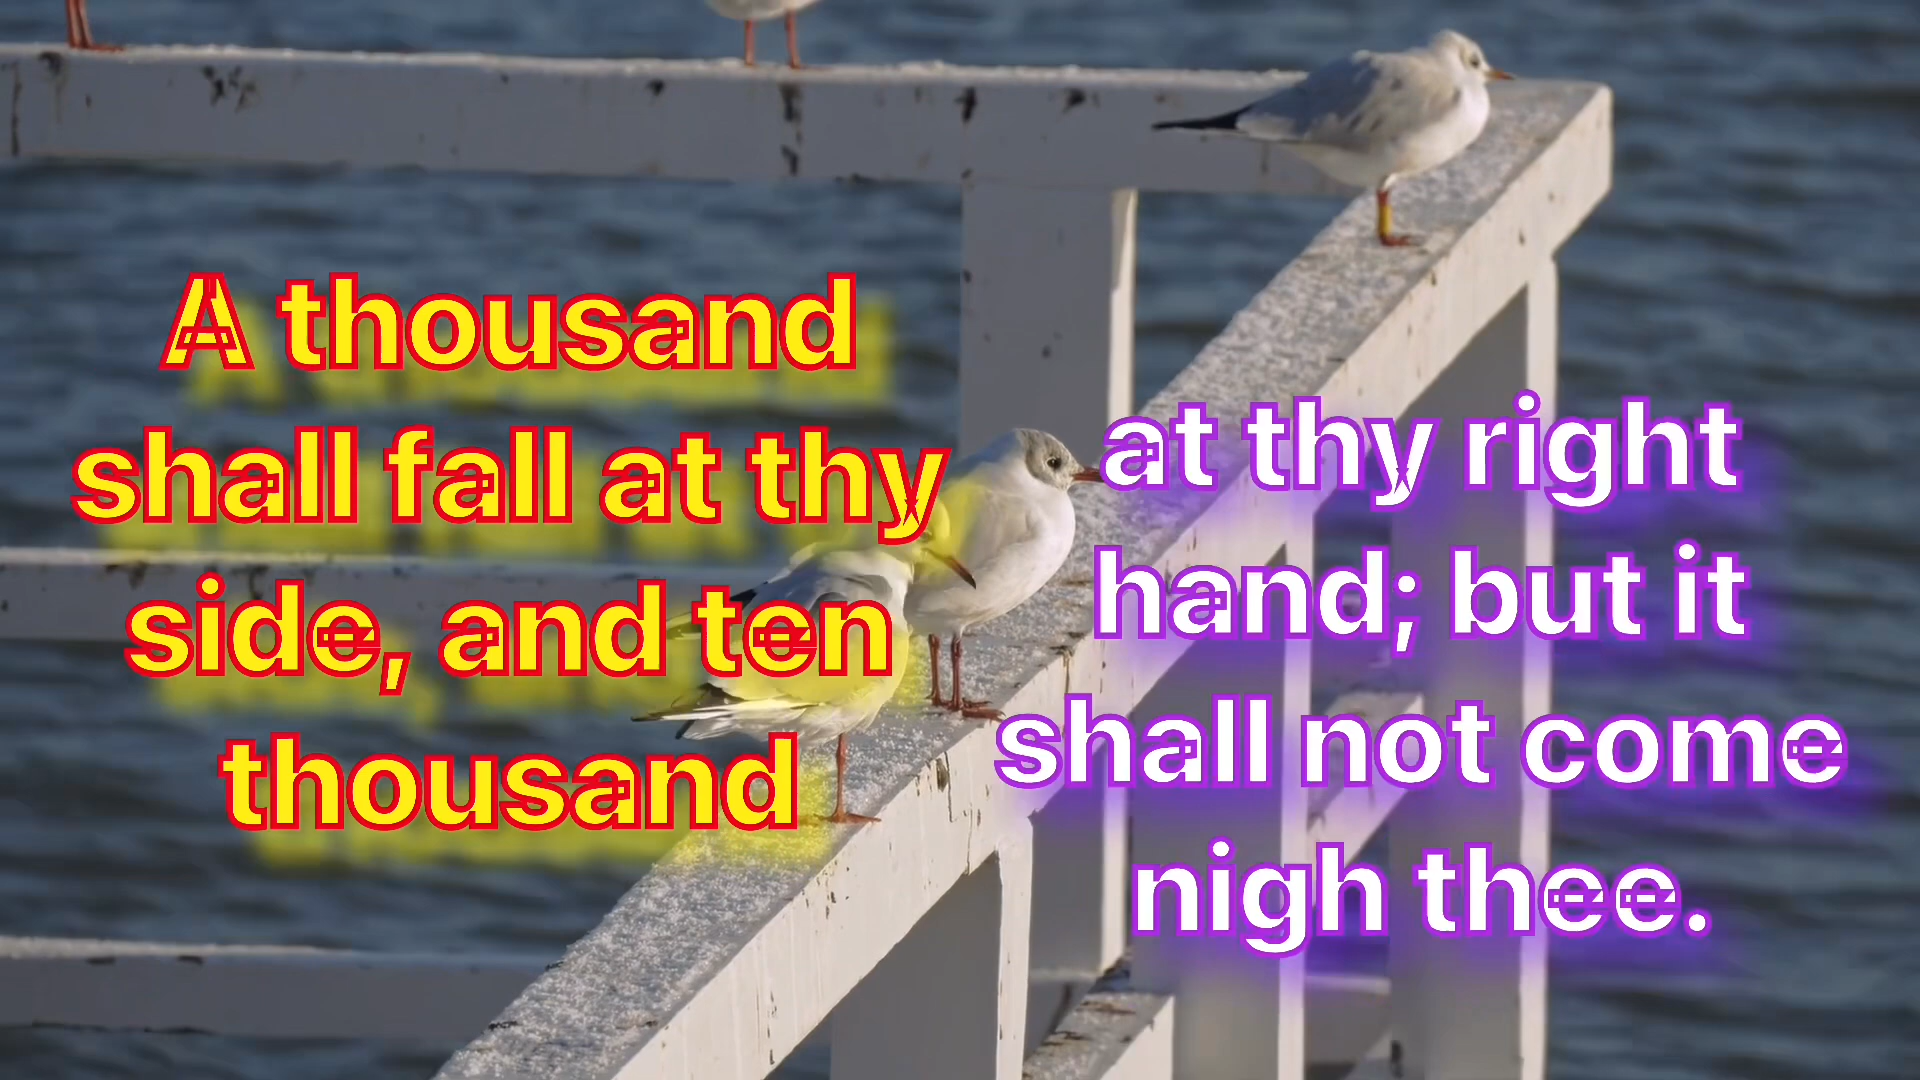 A thousand
shall fall at thy
side, and ten
thousand
at thy right
hand; but it
shall not come
nigh thee.